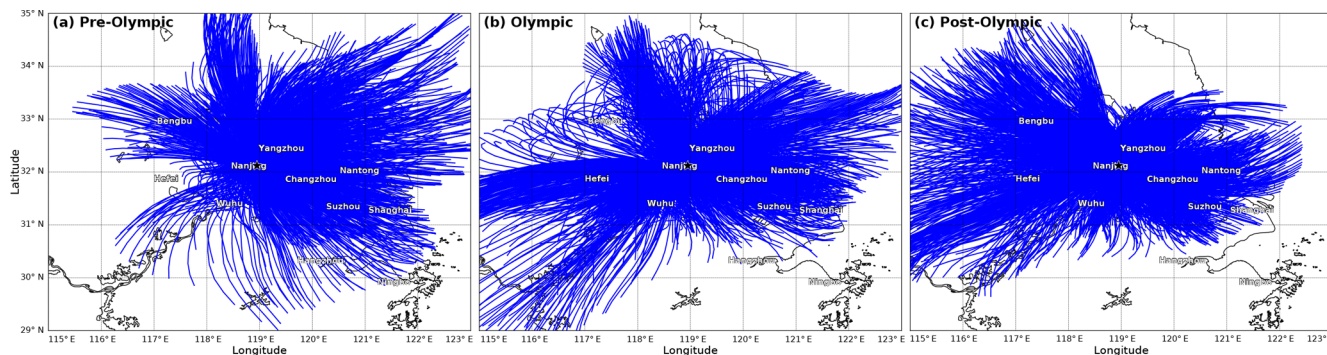 (a) Pre-Olympic
(b) Olympic
(c) Post-Olympic
35° N
34° N
33° N
32° N
31° N
30° N
29° N
Latitude
Bengbu
Yangzhou
Nanjing
Nantong
Hefei
Changzhou
Wuhu
Suzhou
Shanghai
Hangzhou
Ningbo
Bengbu
Yangzhou
Nanjing
Nantong
Hefei
Changzhou
Wuhu
Suzhou
Shanghai
Hangzhou
Ningbo
Bengbu
Yangzhou
Nanjing
Nantong
Hefei
Changzhou
Wuhu
Suzhou
Shanghai
Hangzhou
Ningbo
115° E 116° E 117° E 118° E 119° E 120° E 121° E 122° E 123° E
115° E 116° E 117° E 118° E 119° E 120° E 121° E 122° E 123° E
115° E 116° E 117° E 118° E 119° E 120° E 121° E 122° E 123°
Longitude
Longitude
Longitude